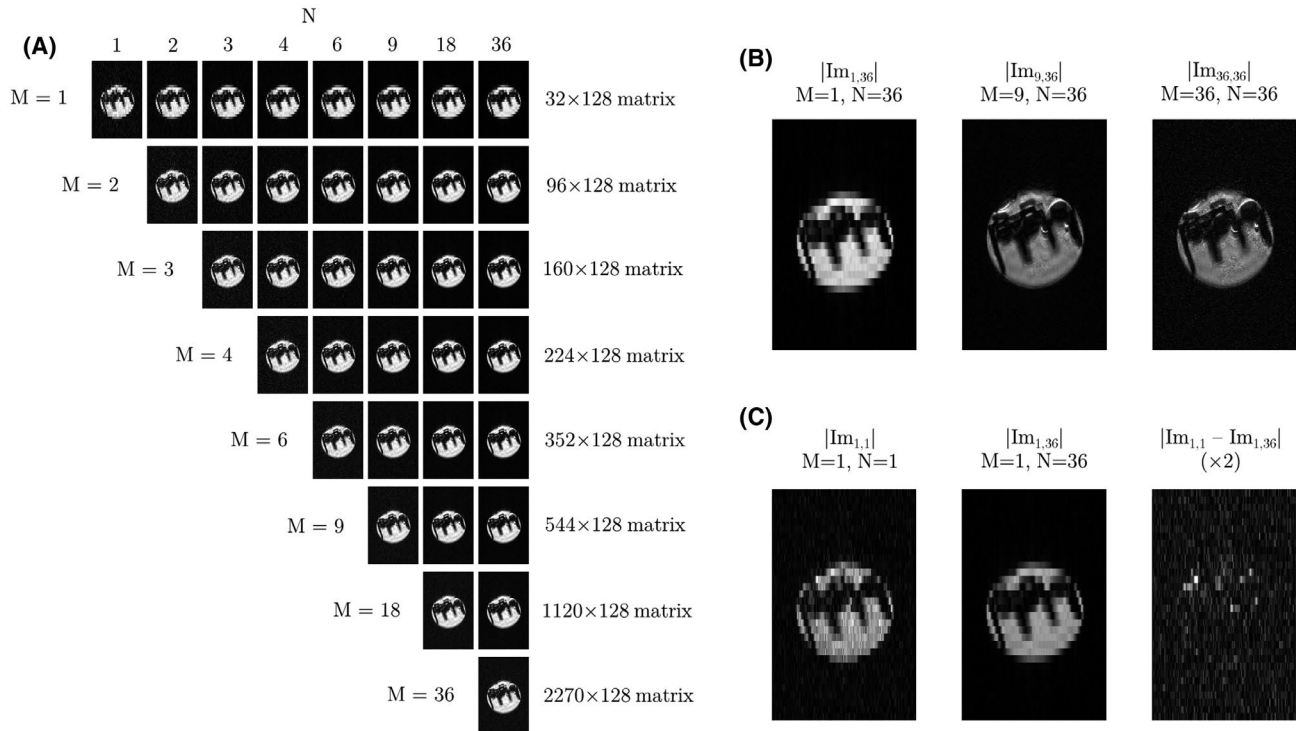 (A)
N
1 2 3 4 6 9 18 36
M = 1 32×128 matrix
M = 2 96×128 matrix
M = 3 160×128 matrix
M = 4 224×128 matrix
M = 6 352×128 matrix
M = 9 544×128 matrix
M = 18 1120×128 matrix
M = 36 2270×128 matrix
(B)
|Im1,36| |Im9,36| |Im36,36|
M=1, N=36 M=9, N=36 M=36, N=36
(C)
|Im1,1| |Im1,36| |Im1,1 – Im1,36|
M=1, N=1 M=1, N=36 (×2)